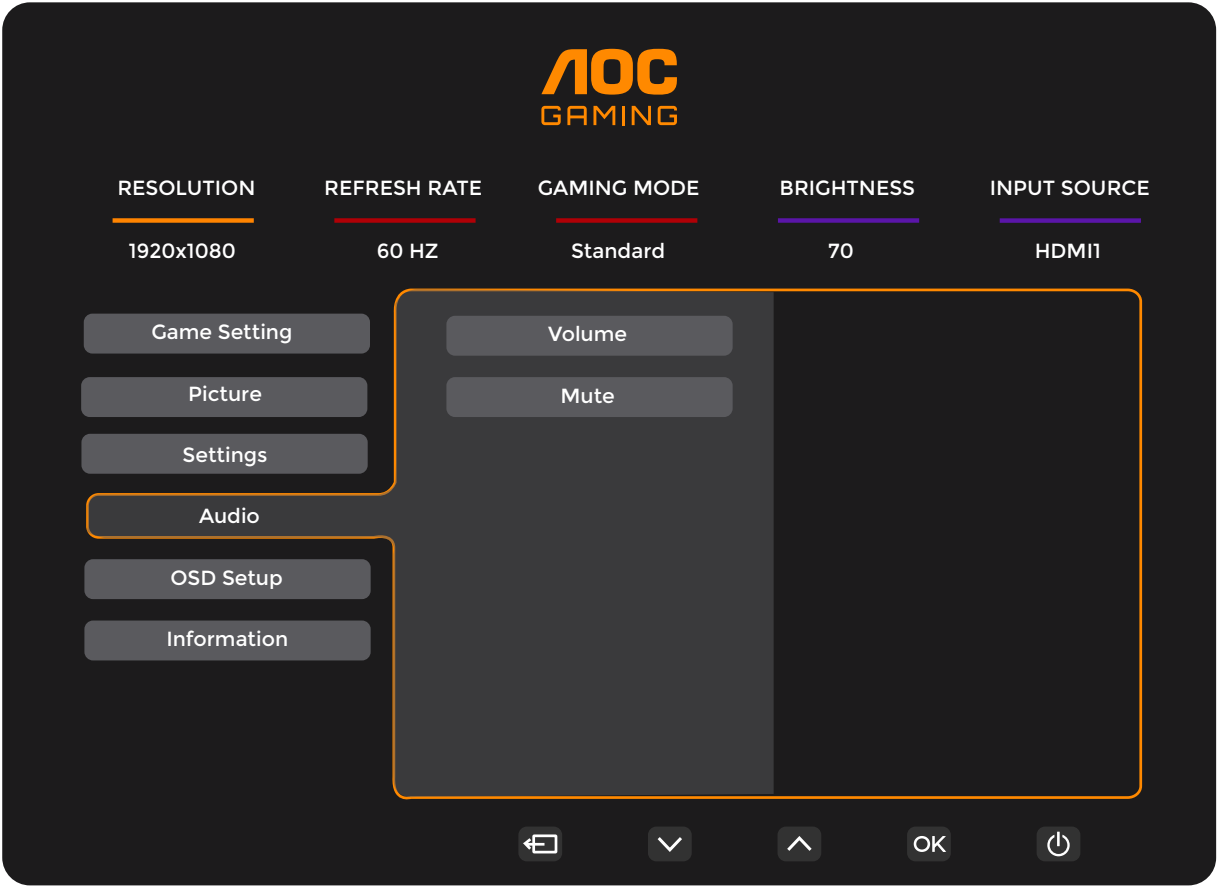 AOC
GAMING
RESOLUTION REFRESH RATE GAMING MODE BRIGHTNESS INPUT SOURCE
1920x1080 60 HZ Standard 70 HDMI1
Game Setting
Picture
Settings
Audio
OSD Setup
Information
Volume
Mute
OK